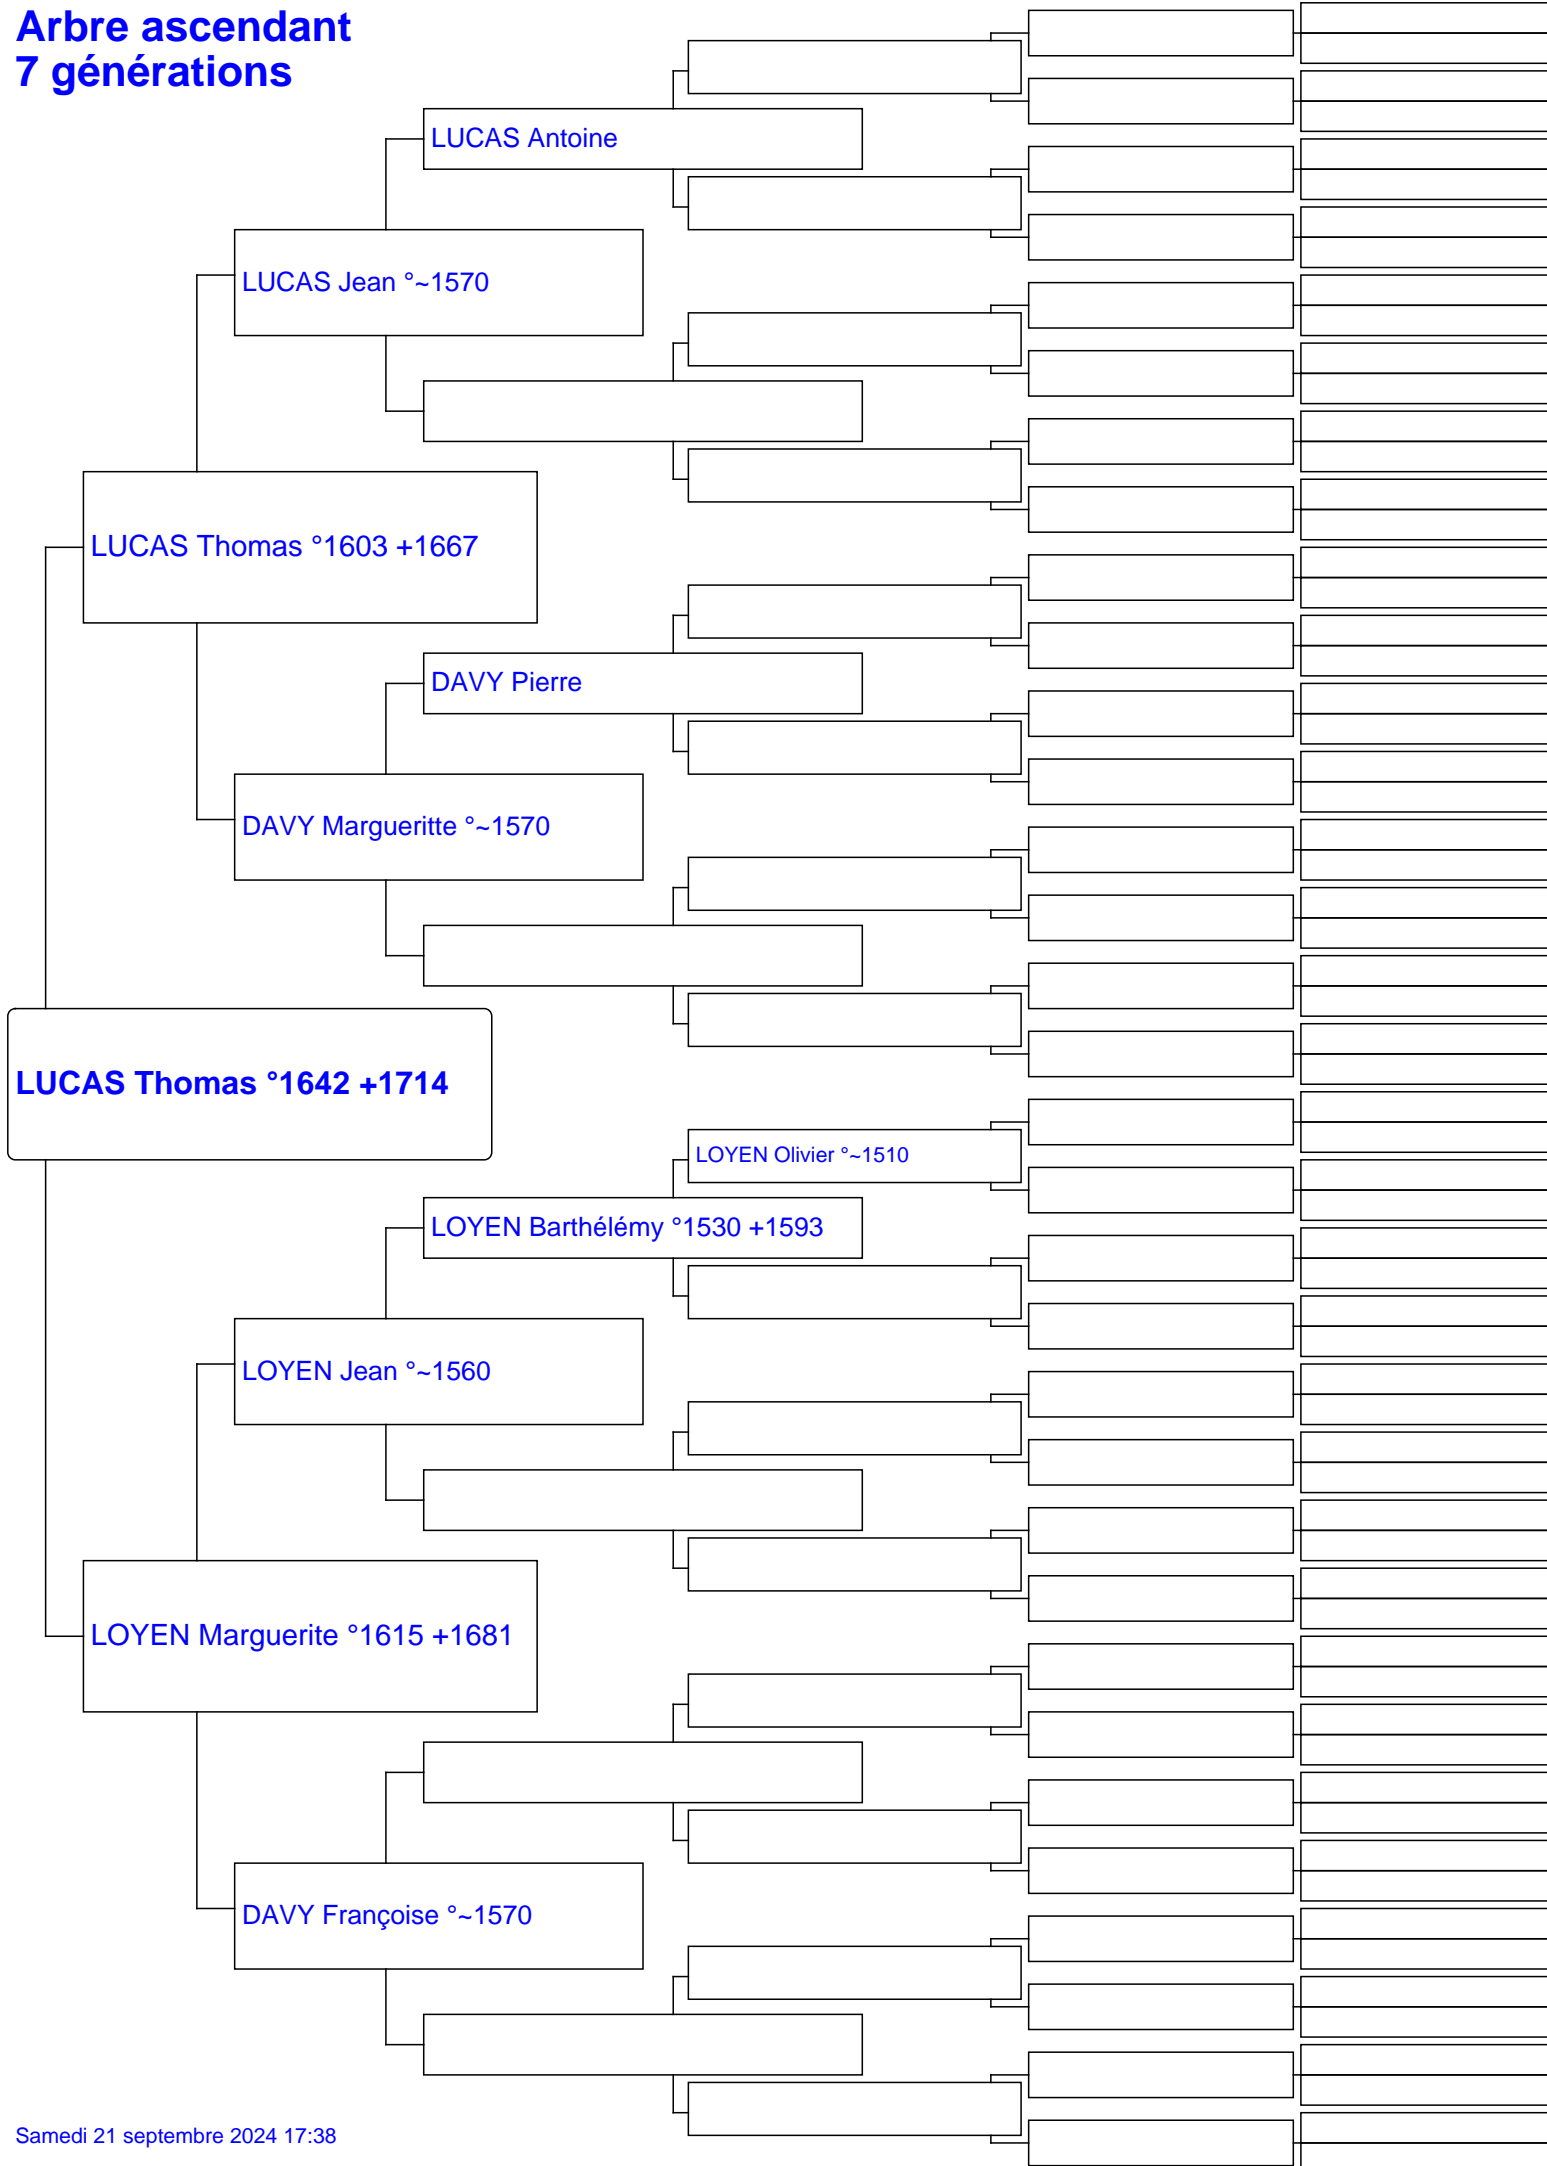 Arbre ascendant
7 générations
LUCAS Antoine
LUCAS Jean °~1570
LUCAS Thomas °1603 +1667
DAVY Pierre
DAVY Margueritte °~1570
LUCAS Thomas °1642 +1714
LOYEN Olivier °~1510
LOYEN Barthélémy °1530 +1593
LOYEN Jean °~1560
LOYEN Marguerite °1615 +1681
DAVY Françoise °~1570
Samedi 21 septembre 2024 17:38